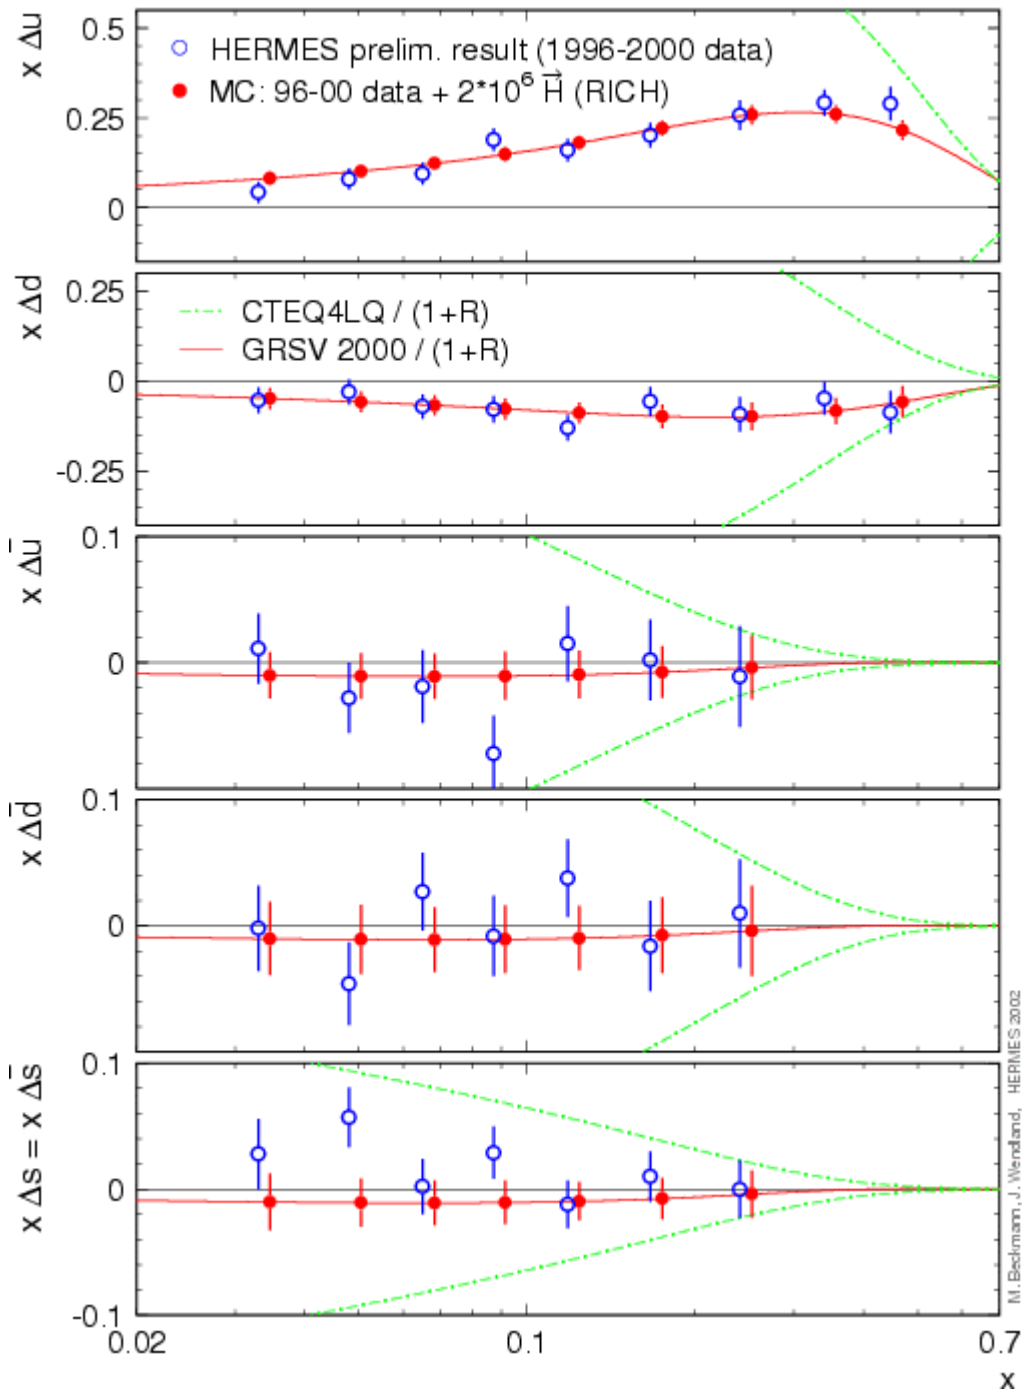 x Δu
0.5
0.25
0
HERMES prelim. result (1996-2000 data)
MC: 96-00 data + 2*10⁶ H⃗ (RICH)
x Δd
0.25
0
-0.25
CTEQ4LQ / (1+R)
GRSV 2000 / (1+R)
x Δu̅
0.1
0
x Δd̅
0.1
0
x Δs = x Δs̅
0.1
0
-0.1
0.02
0.1
0.7
x
M. Beckmann, J. Wendland, HERMES 2002